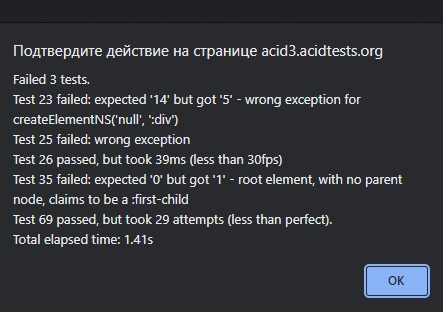 Подтвердите действие на странице acid3.acidtests.org
Failed 3 tests.
Test 23 failed: expected '14' but got '5' - wrong exception for
createElementNS('null', ':div')
Test 25 failed: wrong exception
Test 26 passed, but took 39ms (less than 30fps)
Test 35 failed: expected '0' but got '1' - root element, with no parent
node, claims to be a :first-child
Test 69 passed, but took 29 attempts (less than perfect).
Total elapsed time: 1.41s
OK